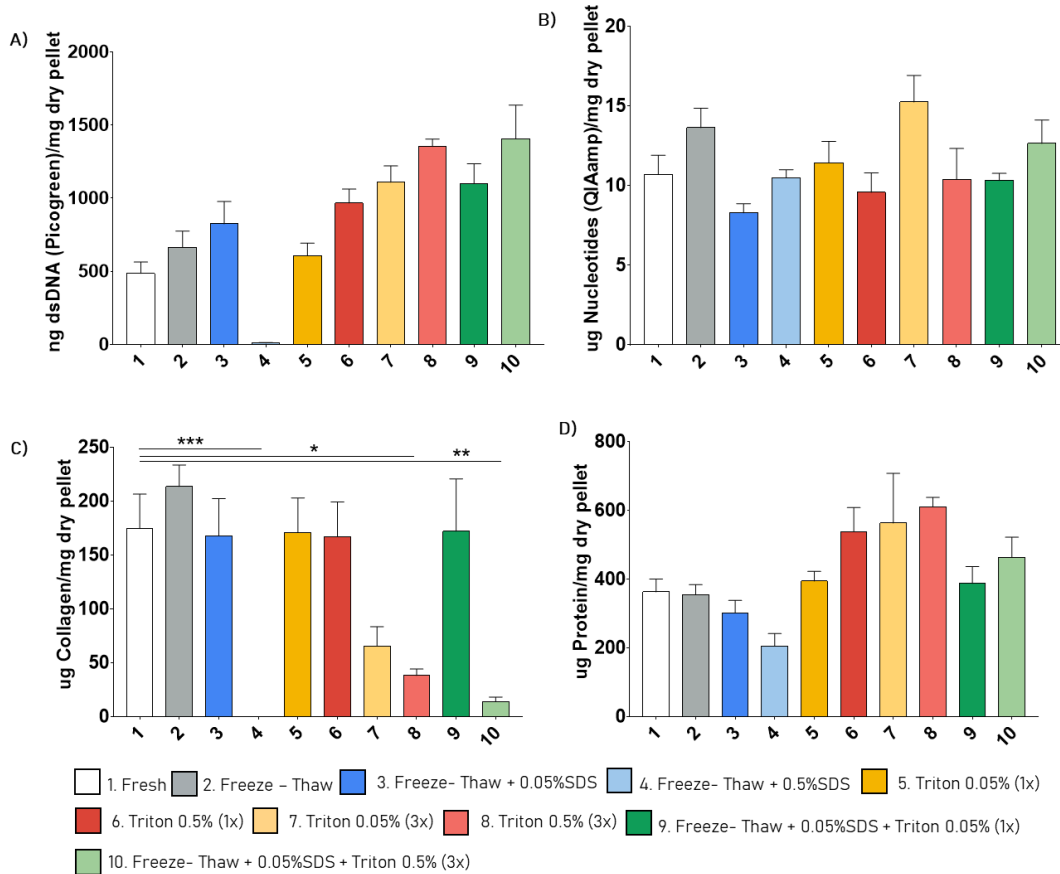 A)
ng dsDNA (Picogreen)/mg dry pellet
2000
1500
1000
500
0
1 2 3 4 5 6 7 8 9 10
B)
ug Nucleotides (QIAamp)/mg dry pellet
20
15
10
5
0
1 2 3 4 5 6 7 8 9 10
C)
ug Collagen/mg dry pellet
250
200
150
100
50
0
***
*
**
1 2 3 4 5 6 7 8 9 10
D)
ug Protein/mg dry pellet
800
600
400
200
0
1 2 3 4 5 6 7 8 9 10
1. Fresh 2. Freeze – Thaw 3. Freeze- Thaw + 0.05%SDS 4. Freeze- Thaw + 0.5%SDS 5. Triton 0.05% (1x)
6. Triton 0.5% (1x) 7. Triton 0.05% (3x) 8. Triton 0.5% (3x) 9. Freeze- Thaw + 0.05%SDS + Triton 0.05% (1x)
10. Freeze- Thaw + 0.05%SDS + Triton 0.5% (3x)